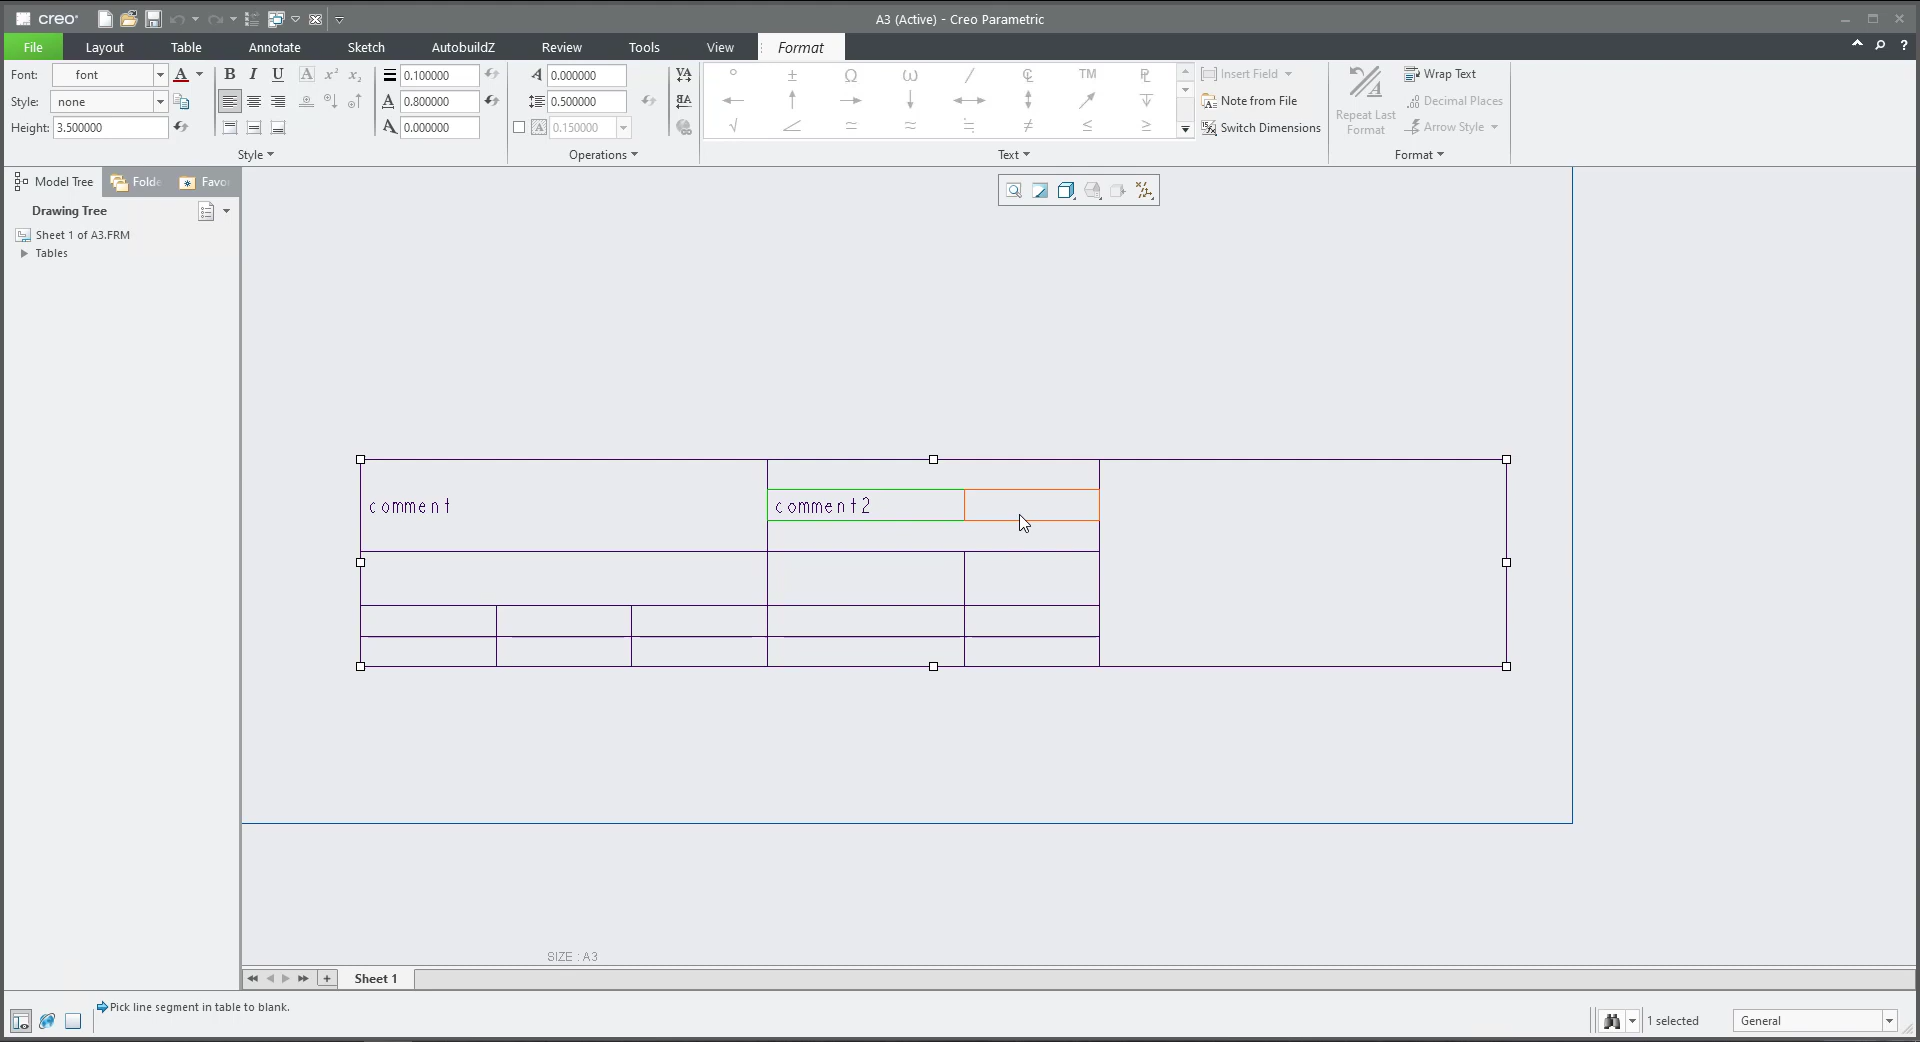 creo
A3 (Active) - Creo Parametric
File
Layout
Table
Annotate
Sketch
AutobuildZ
Review
Tools
View
Format
Font:
font
Style:
none
Height:
3.500000
B I U
0.100000
0.800000
0.000000
Style
0.000000
0.500000
0.150000
Operations
° ± Ω ω / ℄ TM
√ ≠ ≤ ≥
Text
Insert Field
Note from File
Switch Dimensions
Repeat Last
Format
Wrap Text
Decimal Places
Arrow Style
Format
Model Tree
Folde
Favor
Drawing Tree
Sheet 1 of A3.FRM
Tables
comment
comment2
SIZE : A3
Sheet 1
Pick line segment in table to blank.
1 selected
General